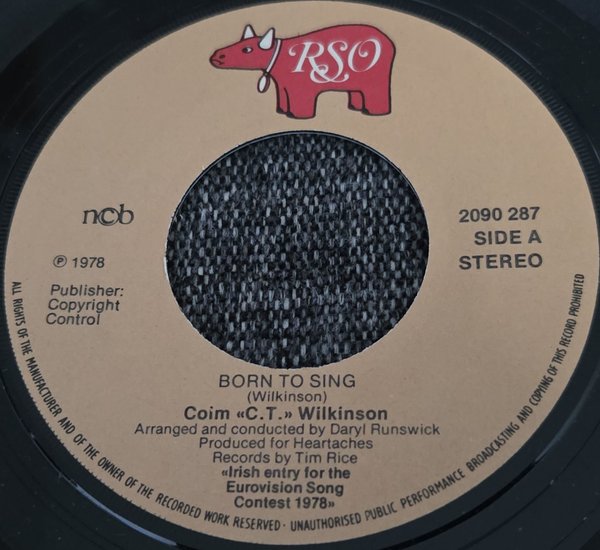 RSO
ncb
2090 287
SIDE A
STEREO
℗ 1978
Publisher:
Copyright
Control
BORN TO SING
(Wilkinson)
Coim «C.T.» Wilkinson
Arranged and conducted by Daryl Runswick
Produced for Heartaches
Records by Tim Rice
«Irish entry for the
Eurovision Song
Contest 1978»
ALL RIGHTS OF THE MANUFACTURER AND OF THE OWNER OF THE RECORDED WORK RESERVED · UNAUTHORISED PUBLIC PERFORMANCE BROADCASTING AND COPYING OF THIS RECORD PROHIBITED